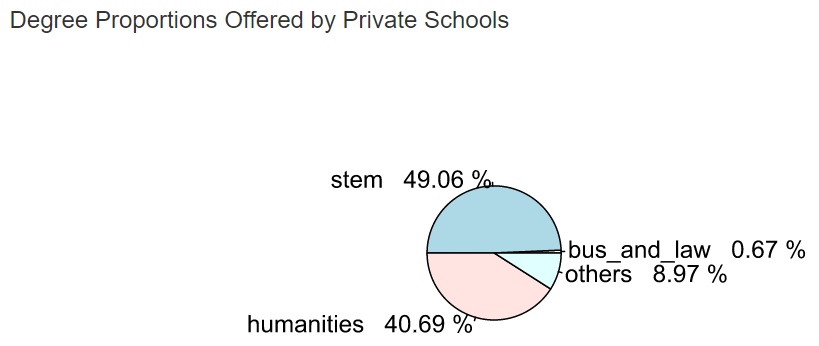 Degree Proportions Offered by Private Schools
stem 49.06 %
bus_and_law 0.67 %
others 8.97 %
humanities 40.69 %